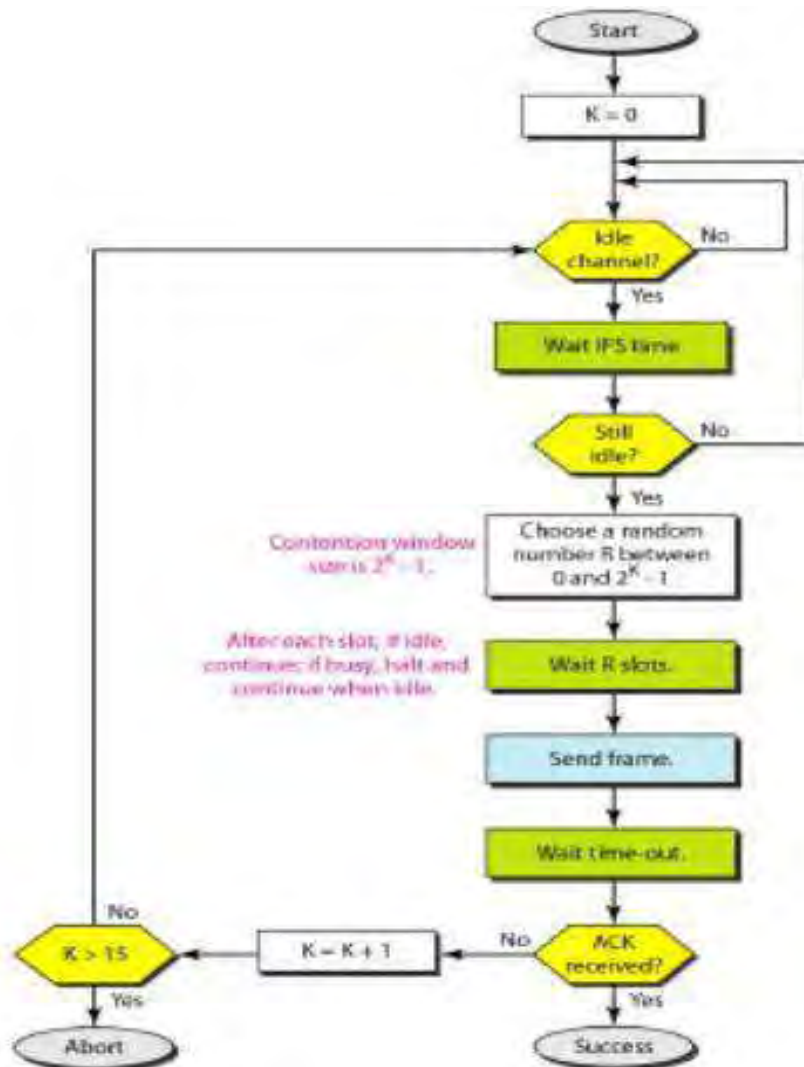 Start
K = 0
Idle
channel?
No
Yes
Wait IFS time
Still
idle?
No
Yes
Contention window
size is 2^K - 1.
Choose a random
number R between
0 and 2^K - 1
After each slot, if idle,
continue; if busy, halt and
continue when idle.
Wait R slots.
Send frame.
Wait time-out.
ACK
received?
No
K = K + 1
K > 15
No
Yes
Abort
Yes
Success